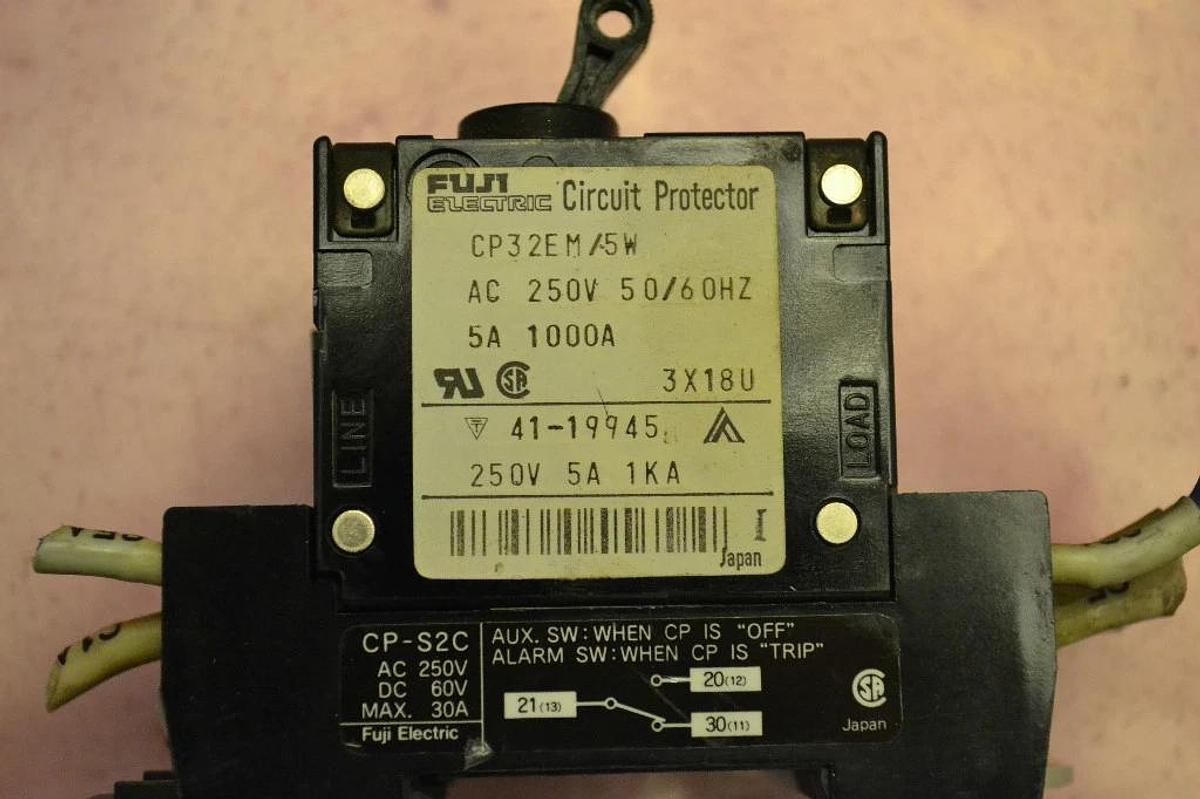 FUJI
ELECTRIC Circuit Protector
CP32EM/5W
AC 250V 50/60HZ
5A 1000A
3X18U
41-19945
250V 5A 1KA
Japan
LINE
LOAD
CP-S2C
AC 250V
DC 60V
MAX. 30A
Fuji Electric
AUX. SW: WHEN CP IS "OFF"
ALARM SW: WHEN CP IS "TRIP"
20(12)
21(13)
30(11)
Japan